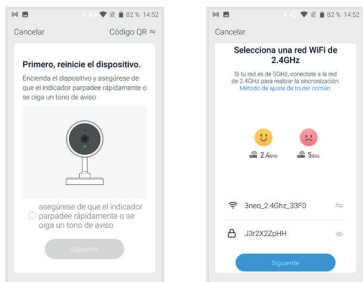 82 % 14:52
Cancelar
Código QR
Primero, reinicie el dispositivo.
Encienda el dispositivo y asegúrese de
que el indicador parpadee rápidamente o
se oiga un tono de aviso
asegúrese de que el indicador
parpadee rápidamente o se
oiga un tono de aviso
Siguiente
82 % 14:52
Cancelar
Selecciona una red WiFi de
2.4GHz
Si tu red es de 5GHz, conéctate a la red
de 2.4GHz para realizar la sincronización.
Método de ajuste de router común
2.4GHz
5GHz
3neo_2.4Ghz_33F0
J3r2X2ZpHH
Siguiente